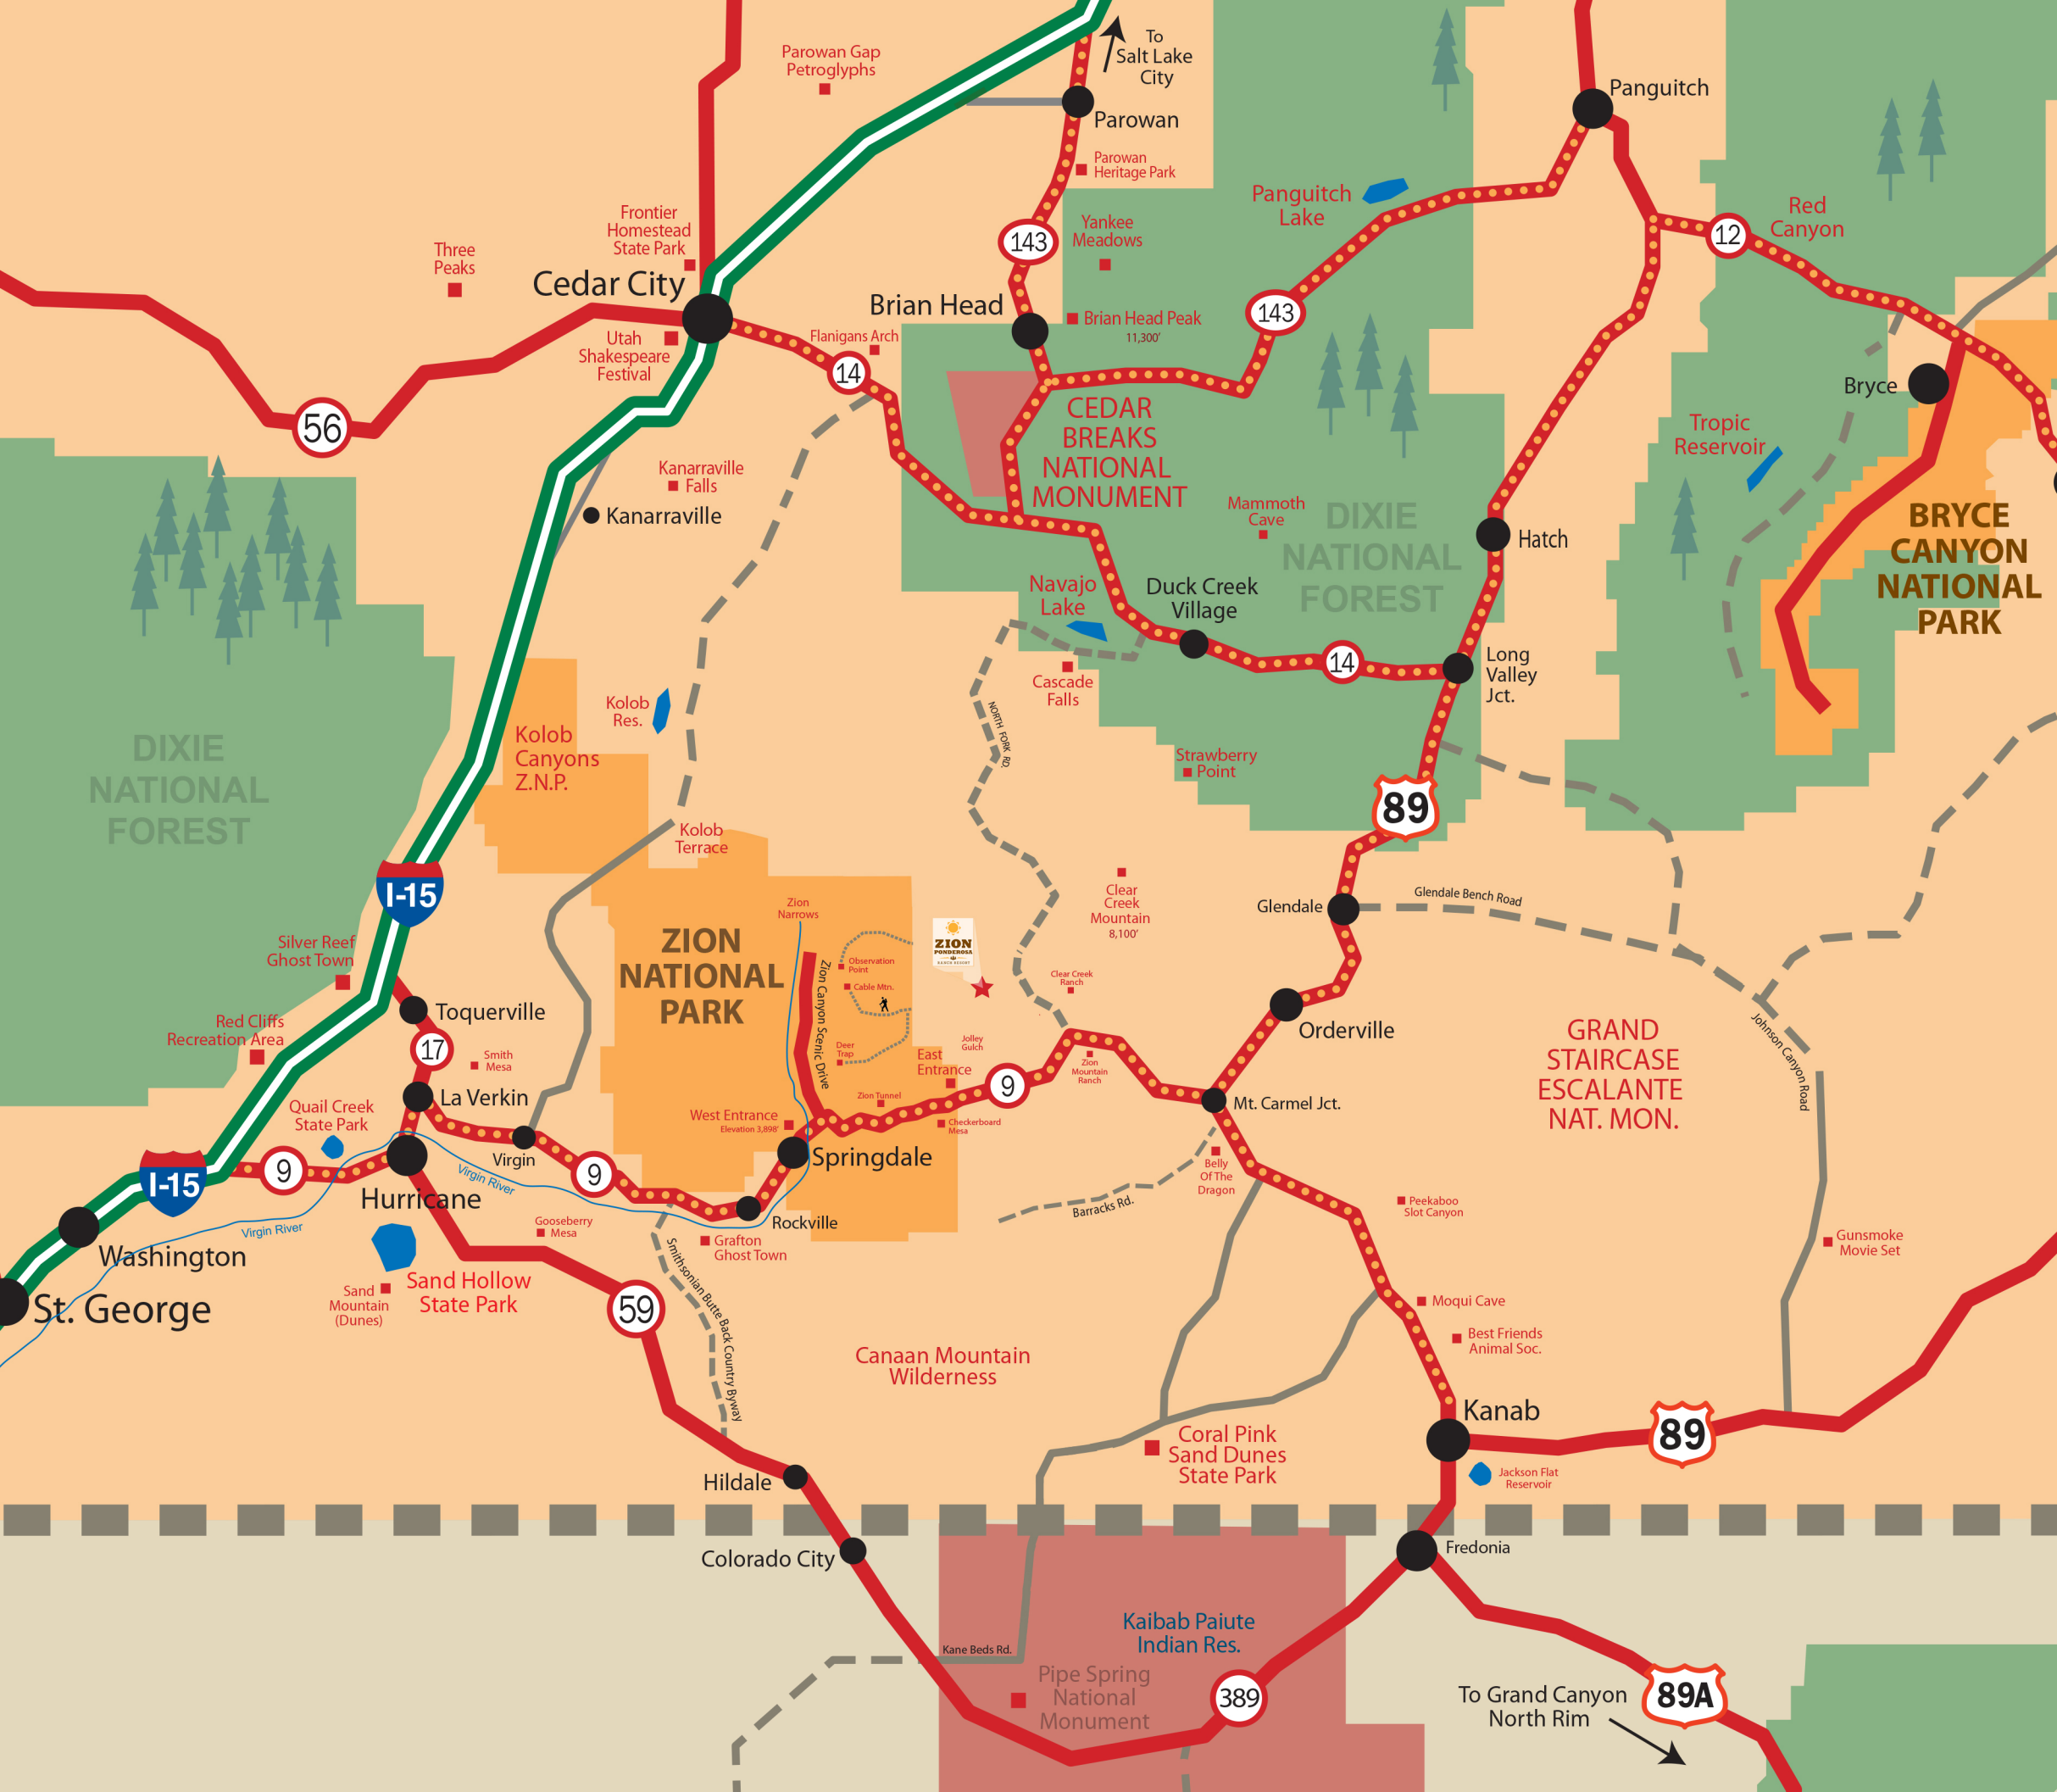 To
Salt Lake
City
Parowan Gap
Petroglyphs
Panguitch
Parowan
Parowan
Heritage Park
Panguitch
Lake
Red
Canyon
12
Frontier
Homestead
State Park
Yankee
Meadows
143
Three
Peaks
Cedar City
Brian Head
143
Brian Head Peak
11,300'
Utah
Shakespeare
Festival
Flanigans Arch
14
Bryce
56
CEDAR
BREAKS
NATIONAL
MONUMENT
Tropic
Reservoir
Kanarraville
Falls
Kanarraville
Mammoth
Cave
DIXIE
NATIONAL
FOREST
Hatch
BRYCE
CANYON
NATIONAL
PARK
Navajo
Lake
Duck Creek
Village
14
Long
Valley
Jct.
Cascade
Falls
Kolob
Res.
NORTH FORK RD.
Kolob
Canyons
Z.N.P.
DIXIE
NATIONAL
FOREST
Strawberry
Point
89
Kolob
Terrace
I-15
Clear
Creek
Mountain
8,100'
Glendale
Glendale Bench Road
Zion
Narrows
ZION
NATIONAL
PARK
ZION
PONDEROSA
RANCH RESORT
Silver Reef
Ghost Town
Observation
Point
Cable Mtn.
Zion Canyon Scenic Drive
Clear Creek
Ranch
Toquerville
Orderville
Red Cliffs
Recreation Area
17
Smith
Mesa
Deer
Trap
East
Entrance
Jolley
Gulch
Zion
Mountain
Ranch
GRAND
STAIRCASE
ESCALANTE
NAT. MON.
Johnson Canyon Road
La Verkin
9
Zion Tunnel
Mt. Carmel Jct.
Quail Creek
State Park
West Entrance
Elevation 3,898'
Checkerboard
Mesa
Virgin
Springdale
9
I-15
9
Virgin River
Belly
Of The
Dragon
Hurricane
Barracks Rd.
Peekaboo
Slot Canyon
Virgin River
Gooseberry
Mesa
Rockville
Grafton
Ghost Town
Gunsmoke
Movie Set
Washington
Smithsonian Butte Back Country Byway
Sand
Mountain
(Dunes)
Sand Hollow
State Park
St. George
59
Moqui Cave
Best Friends
Animal Soc.
Canaan Mountain
Wilderness
Kanab
89
Coral Pink
Sand Dunes
State Park
Jackson Flat
Reservoir
Hildale
Colorado City
Fredonia
Kaibab Paiute
Indian Res.
Kane Beds Rd.
Pipe Spring
National
Monument
389
To Grand Canyon
North Rim
89A